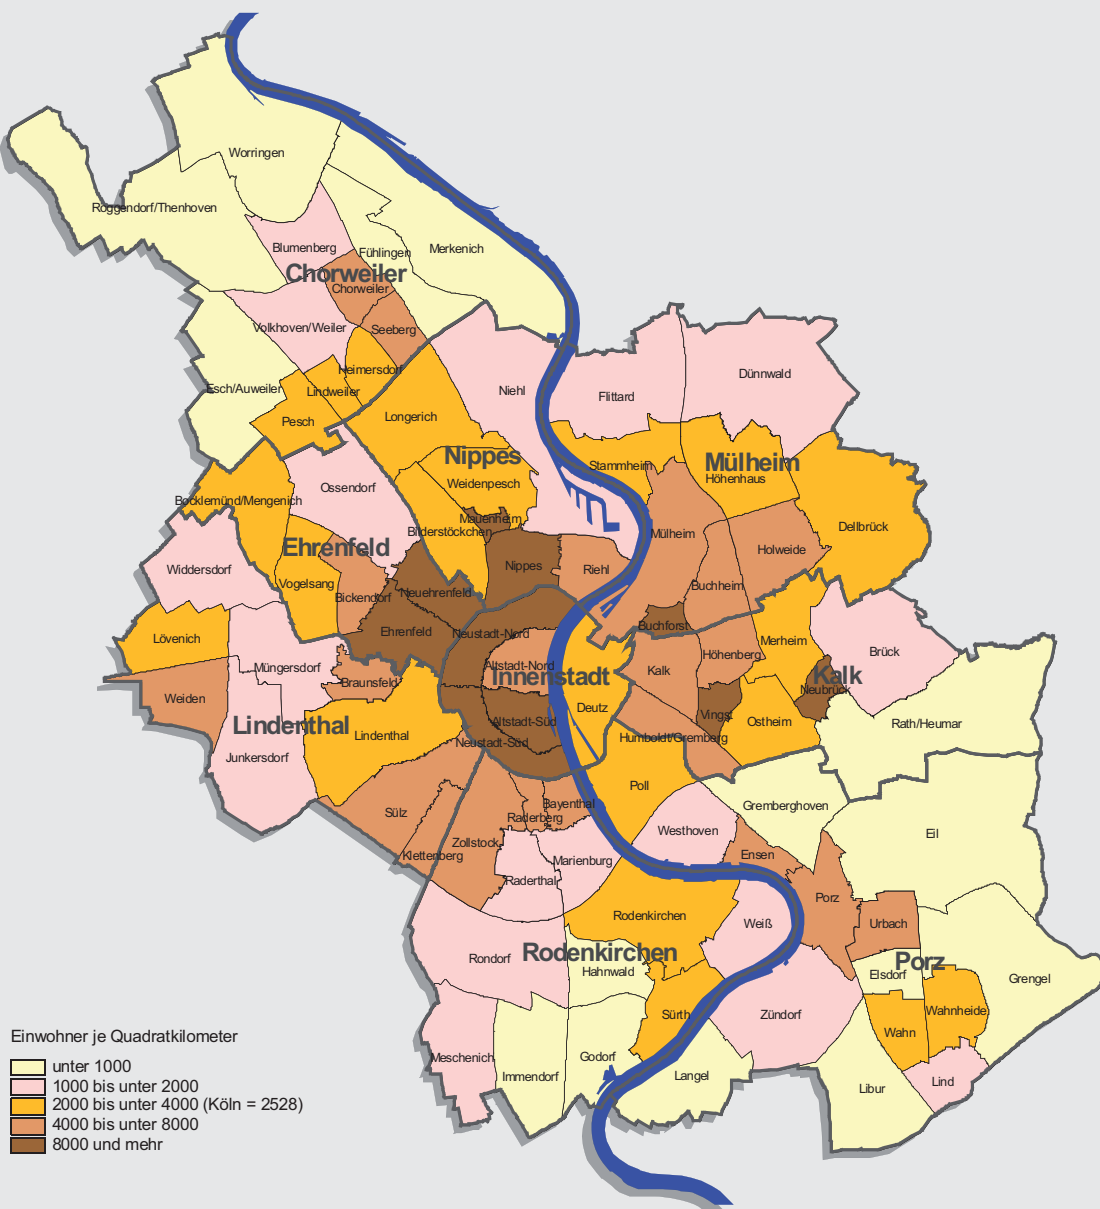 Worringen
Roggendorf/Thenhoven
Blumenberg
Fühlingen
Merkenich
Chorweiler
Chorweiler
Volkhoven/Weiler
Seeberg
Heimersdorf
Esch/Auweiler
Lindweiler
Pesch
Niehl
Longerich
Flittard
Dünnwald
Nippes
Stammheim
Mülheim
Höhenhaus
Weidenpesch
Ossendorf
Bocklemünd/Mengenich
Mauenheim
Bilderstöckchen
Dellbrück
Mülheim
Ehrenfeld
Holweide
Widdersdorf
Nippes
Riehl
Vogelsang
Buchheim
Bickendorf
Neuehrenfeld
Buchforst
Ehrenfeld
Neustadt-Nord
Lövenich
Merheim
Brück
Höhenberg
Müngersdorf
Altstadt-Nord
Kalk
Innenstadt
Kalk
Braunsfeld
Neubrück
Weiden
Deutz
Vingst
Ostheim
Altstadt-Süd
Rath/Heumar
Lindenthal
Lindenthal
Neustadt-Süd
Humboldt/Gremberg
Junkersdorf
Poll
Bayenthal
Gremberghoven
Sülz
Raderberg
Westhoven
Eil
Zollstock
Klettenberg
Marienburg
Ensen
Raderthal
Porz
Rodenkirchen
Weiß
Urbach
Rodenkirchen
Rondorf
Hahnwald
Porz
Elsdorf
Grengel
Sürth
Zündorf
Wahnheide
Wahn
Meschenich
Godorf
Immendorf
Langel
Lind
Libur
Einwohner je Quadratkilometer
unter 1000
1000 bis unter 2000
2000 bis unter 4000 (Köln = 2528)
4000 bis unter 8000
8000 und mehr